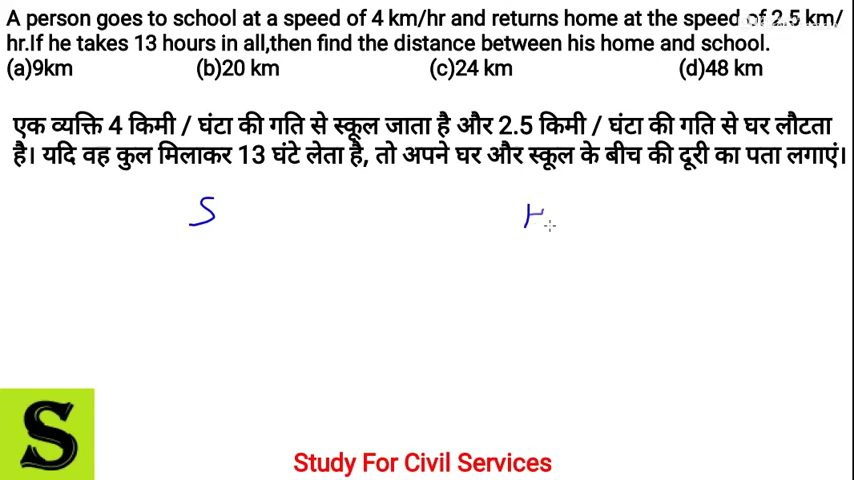 A person goes to school at a speed of 4 km/hr and returns home at the speed of 2.5 km/
hr.If he takes 13 hours in all,then find the distance between his home and school.
(a)9km (b)20 km (c)24 km (d)48 km
एक व्यक्ति 4 किमी / घंटा की गति से स्कूल जाता है और 2.5 किमी / घंटा की गति से घर लौटता
है। यदि वह कुल मिलाकर 13 घंटे लेता है, तो अपने घर और स्कूल के बीच की दूरी का पता लगाएं।
S
S
Study For Civil Services